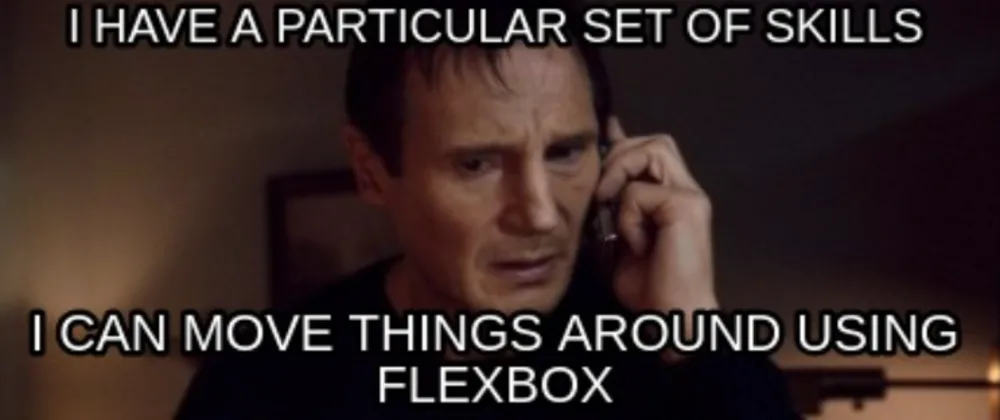 I HAVE A PARTICULAR SET OF SKILLS
I CAN MOVE THINGS AROUND USING
FLEXBOX